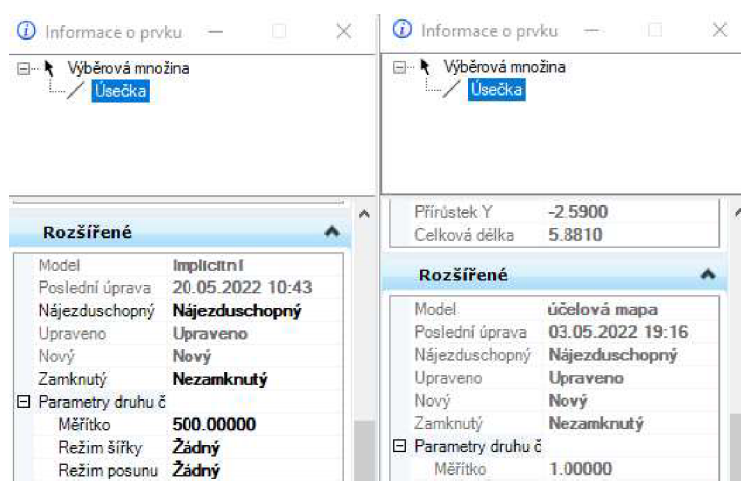 Informace o prvku
Výběrová množina
Úsečka
Rozšířené
Model Implicitní
Poslední úprava 20.05.2022 10:43
Nájezduschopný Nájezduschopný
Upraveno Upraveno
Nový Nový
Zamknutý Nezamknutý
Parametry druhu č
Měřítko 500.00000
Režim šířky Žádný
Režim posunu Žádný
Informace o prvku
Výběrová množina
Úsečka
Přírůstek Y -2.5900
Celková délka 5.8810
Rozšířené
Model účelová mapa
Poslední úprava 03.05.2022 19:16
Nájezduschopný Nájezduschopný
Upraveno Upraveno
Nový Nový
Zamknutý Nezamknutý
Parametry druhu č
Měřítko 1.00000